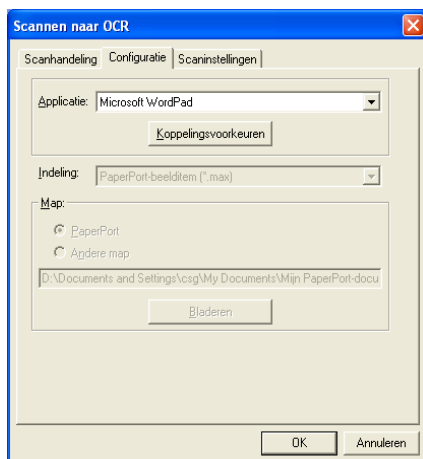 Scannen naar OCR
Scanhandeling Configuratie Scaninstellingen
Applicatie: Microsoft WordPad
Koppelingsvoorkeuren
Indeling: PaperPort-beelditem (*.max)
Map:
PaperPort
Andere map
D:\Documents and Settings\csg\My Documents\Mijn PaperPort-docu
Bladeren
OK Annuleren